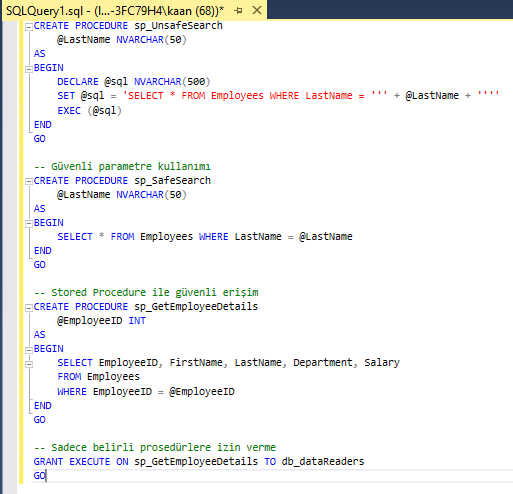 SQLQuery1.sql - (l...-3FC79H4\kaan (68))*
CREATE PROCEDURE sp_UnsafeSearch
@LastName NVARCHAR(50)
AS
BEGIN
DECLARE @sql NVARCHAR(500)
SET @sql = 'SELECT * FROM Employees WHERE LastName = ''' + @LastName + ''''
EXEC (@sql)
END
GO
-- Güvenli parametre kullanımı
CREATE PROCEDURE sp_SafeSearch
@LastName NVARCHAR(50)
AS
BEGIN
SELECT * FROM Employees WHERE LastName = @LastName
END
GO
-- Stored Procedure ile güvenli erişim
CREATE PROCEDURE sp_GetEmployeeDetails
@EmployeeID INT
AS
BEGIN
SELECT EmployeeID, FirstName, LastName, Department, Salary
FROM Employees
WHERE EmployeeID = @EmployeeID
END
GO
-- Sadece belirli prosedürlere izin verme
GRANT EXECUTE ON sp_GetEmployeeDetails TO db_dataReaders
GO